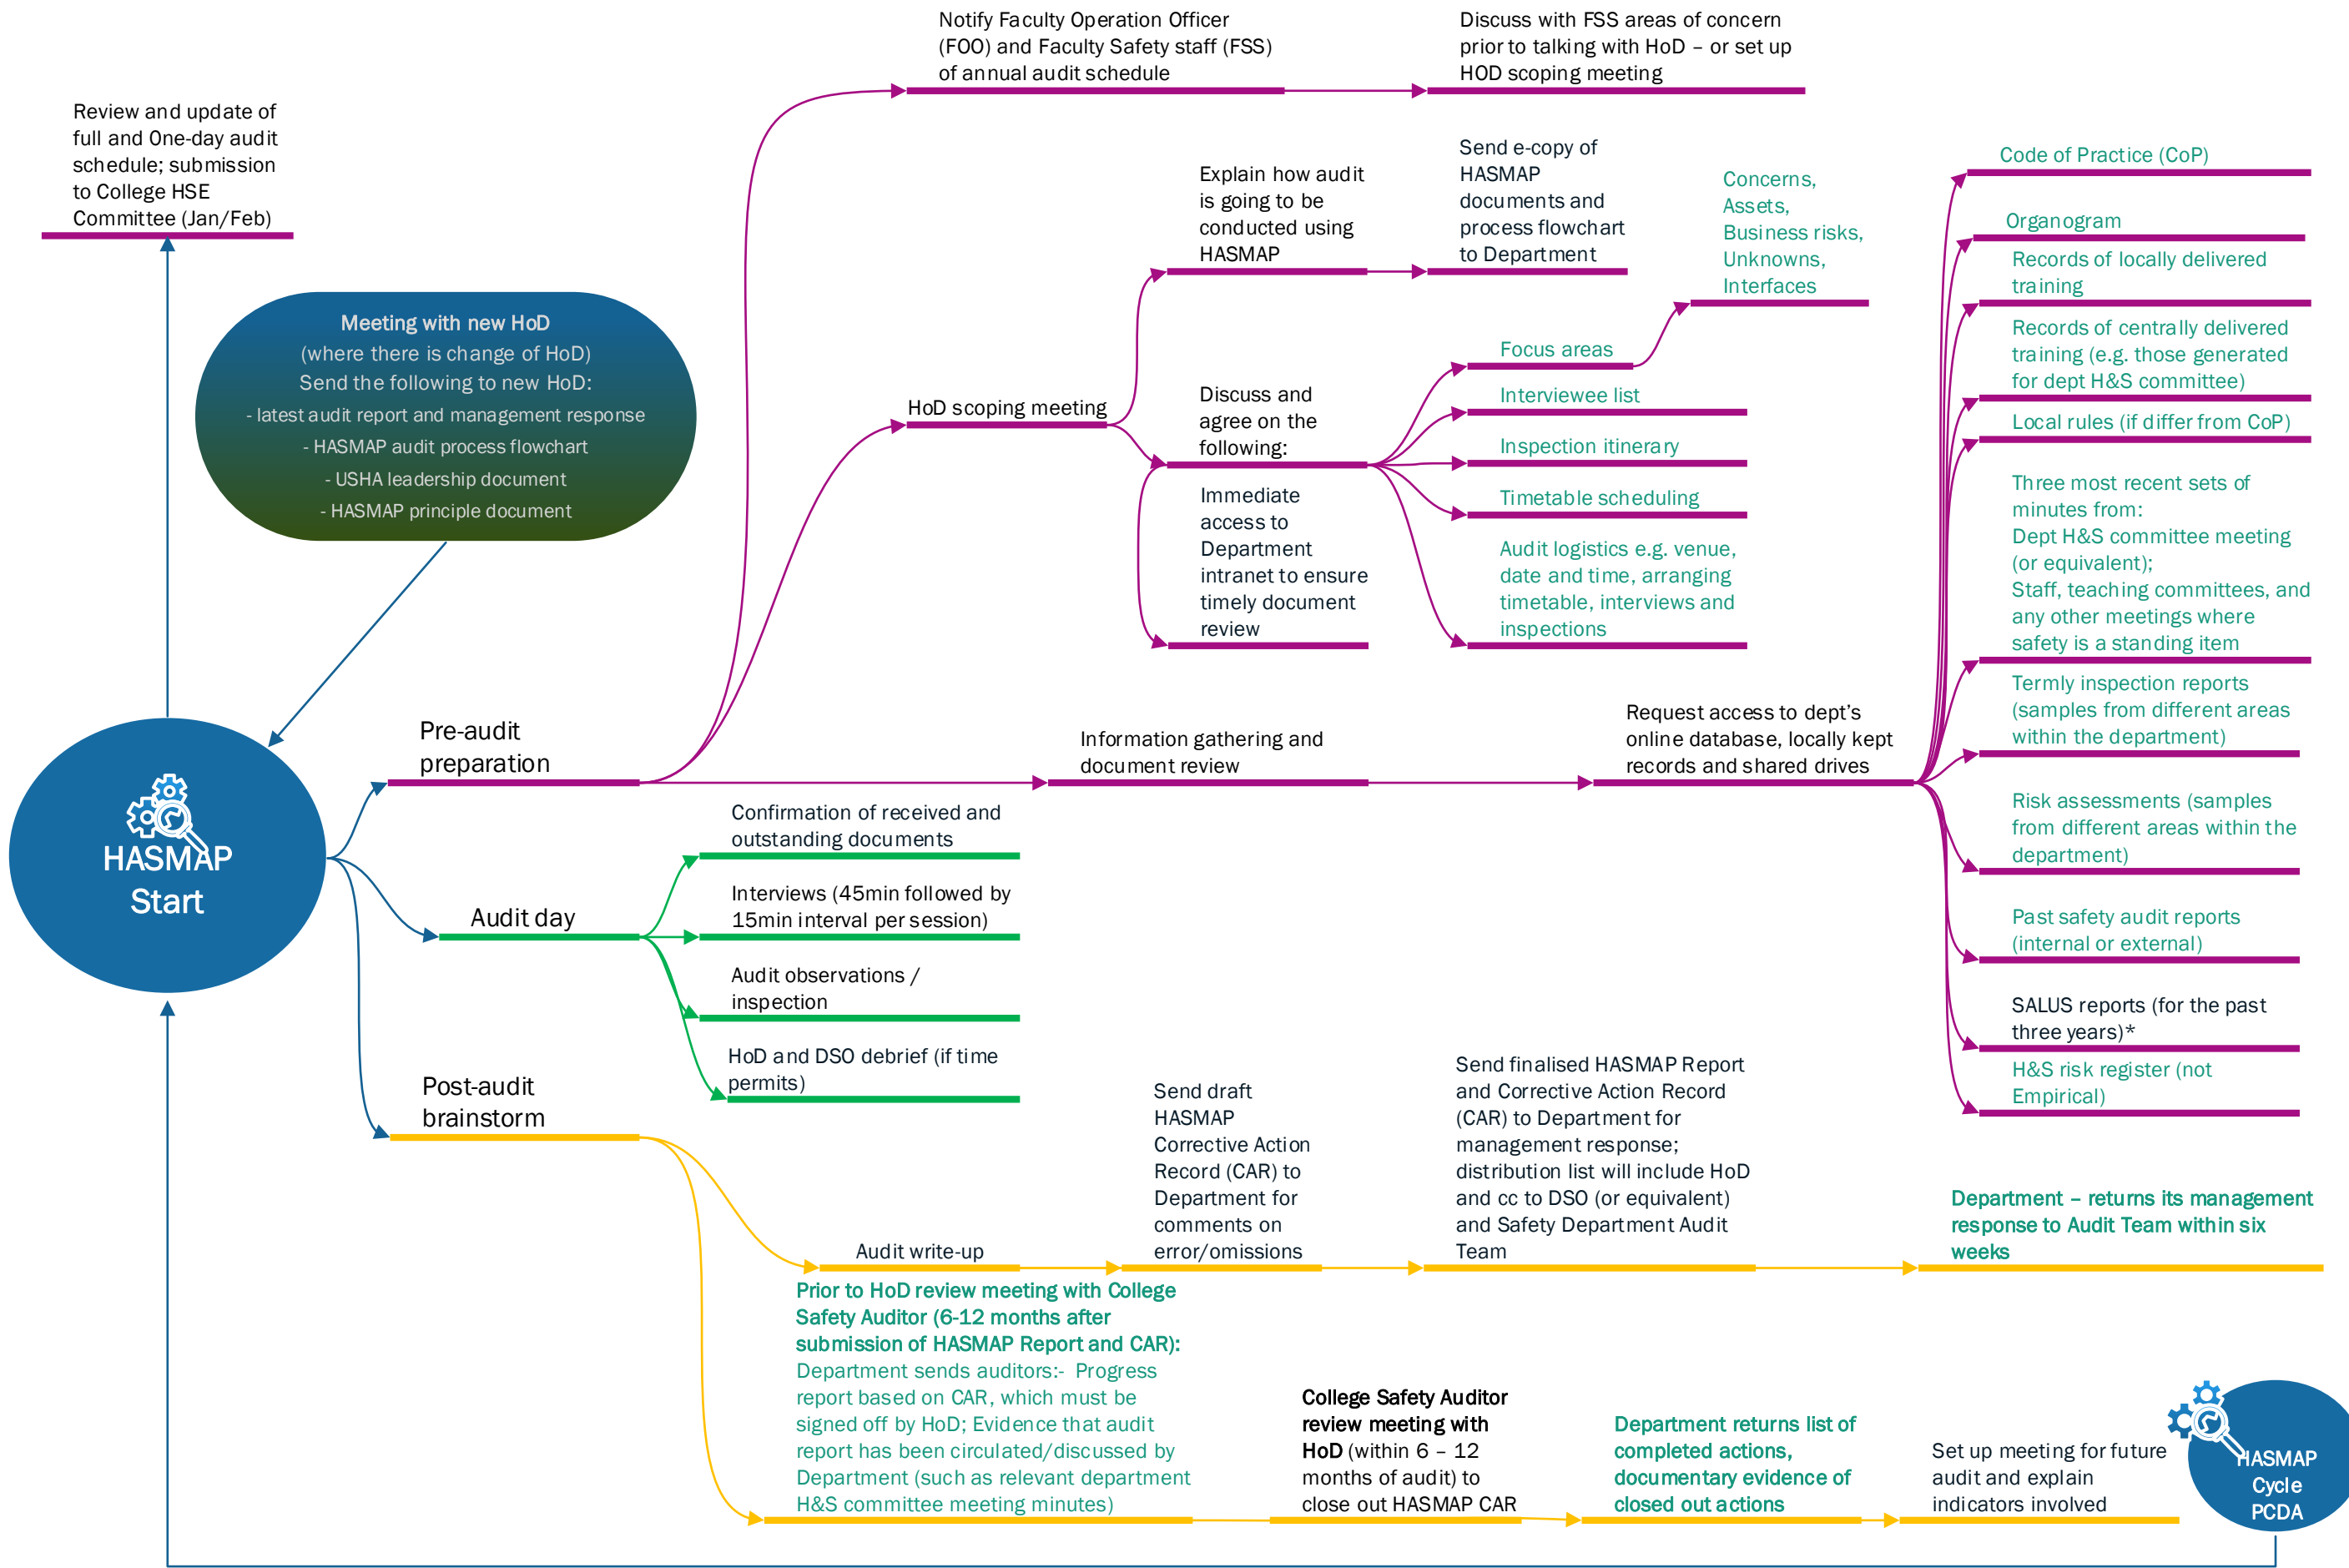 Notify Faculty Operation Officer
(FOO) and Faculty Safety staff (FSS)
of annual audit schedule
Discuss with FSS areas of concern
prior to talking with HoD – or set up
HOD scoping meeting
Review and update of
full and One-day audit
schedule; submission
to College HSE
Committee (Jan/Feb)
Meeting with new HoD
(where there is change of HoD)
Send the following to new HoD:
- latest audit report and management response
- HASMAP audit process flowchart
- USHA leadership document
- HASMAP principle document
HASMAP
Start
Pre-audit
preparation
HoD scoping meeting
Explain how audit
is going to be
conducted using
HASMAP
Send e-copy of
HASMAP
documents and
process flowchart
to Department
Discuss and
agree on the
following:
Focus areas
Concerns,
Assets,
Business risks,
Unknowns,
Interfaces
Interviewee list
Inspection itinerary
Timetable scheduling
Audit logistics e.g. venue,
date and time, arranging
timetable, interviews and
inspections
Immediate
access to
Department
intranet to ensure
timely document
review
Information gathering and
document review
Request access to dept's
online database, locally kept
records and shared drives
Code of Practice (CoP)
Organogram
Records of locally delivered
training
Records of centrally delivered
training (e.g. those generated
for dept H&S committee)
Local rules (if differ from CoP)
Three most recent sets of
minutes from:
Dept H&S committee meeting
(or equivalent);
Staff, teaching committees, and
any other meetings where
safety is a standing item
Termly inspection reports
(samples from different areas
within the department)
Risk assessments (samples
from different areas within the
department)
Past safety audit reports
(internal or external)
SALUS reports (for the past
three years)*
H&S risk register (not
Empirical)
Audit day
Confirmation of received and
outstanding documents
Interviews (45min followed by
15min interval per session)
Audit observations /
inspection
HoD and DSO debrief (if time
permits)
Post-audit
brainstorm
Audit write-up
Send draft
HASMAP
Corrective Action
Record (CAR) to
Department for
comments on
error/omissions
Send finalised HASMAP Report
and Corrective Action Record
(CAR) to Department for
management response;
distribution list will include HoD
and cc to DSO (or equivalent)
and Safety Department Audit
Team
Department – returns its management
response to Audit Team within six
weeks
Prior to HoD review meeting with College
Safety Auditor (6-12 months after
submission of HASMAP Report and CAR):
Department sends auditors:- Progress
report based on CAR, which must be
signed off by HoD; Evidence that audit
report has been circulated/discussed by
Department (such as relevant department
H&S committee meeting minutes)
College Safety Auditor
review meeting with
HoD (within 6 – 12
months of audit) to
close out HASMAP CAR
Department returns list of
completed actions,
documentary evidence of
closed out actions
Set up meeting for future
audit and explain
indicators involved
HASMAP
Cycle
PCDA